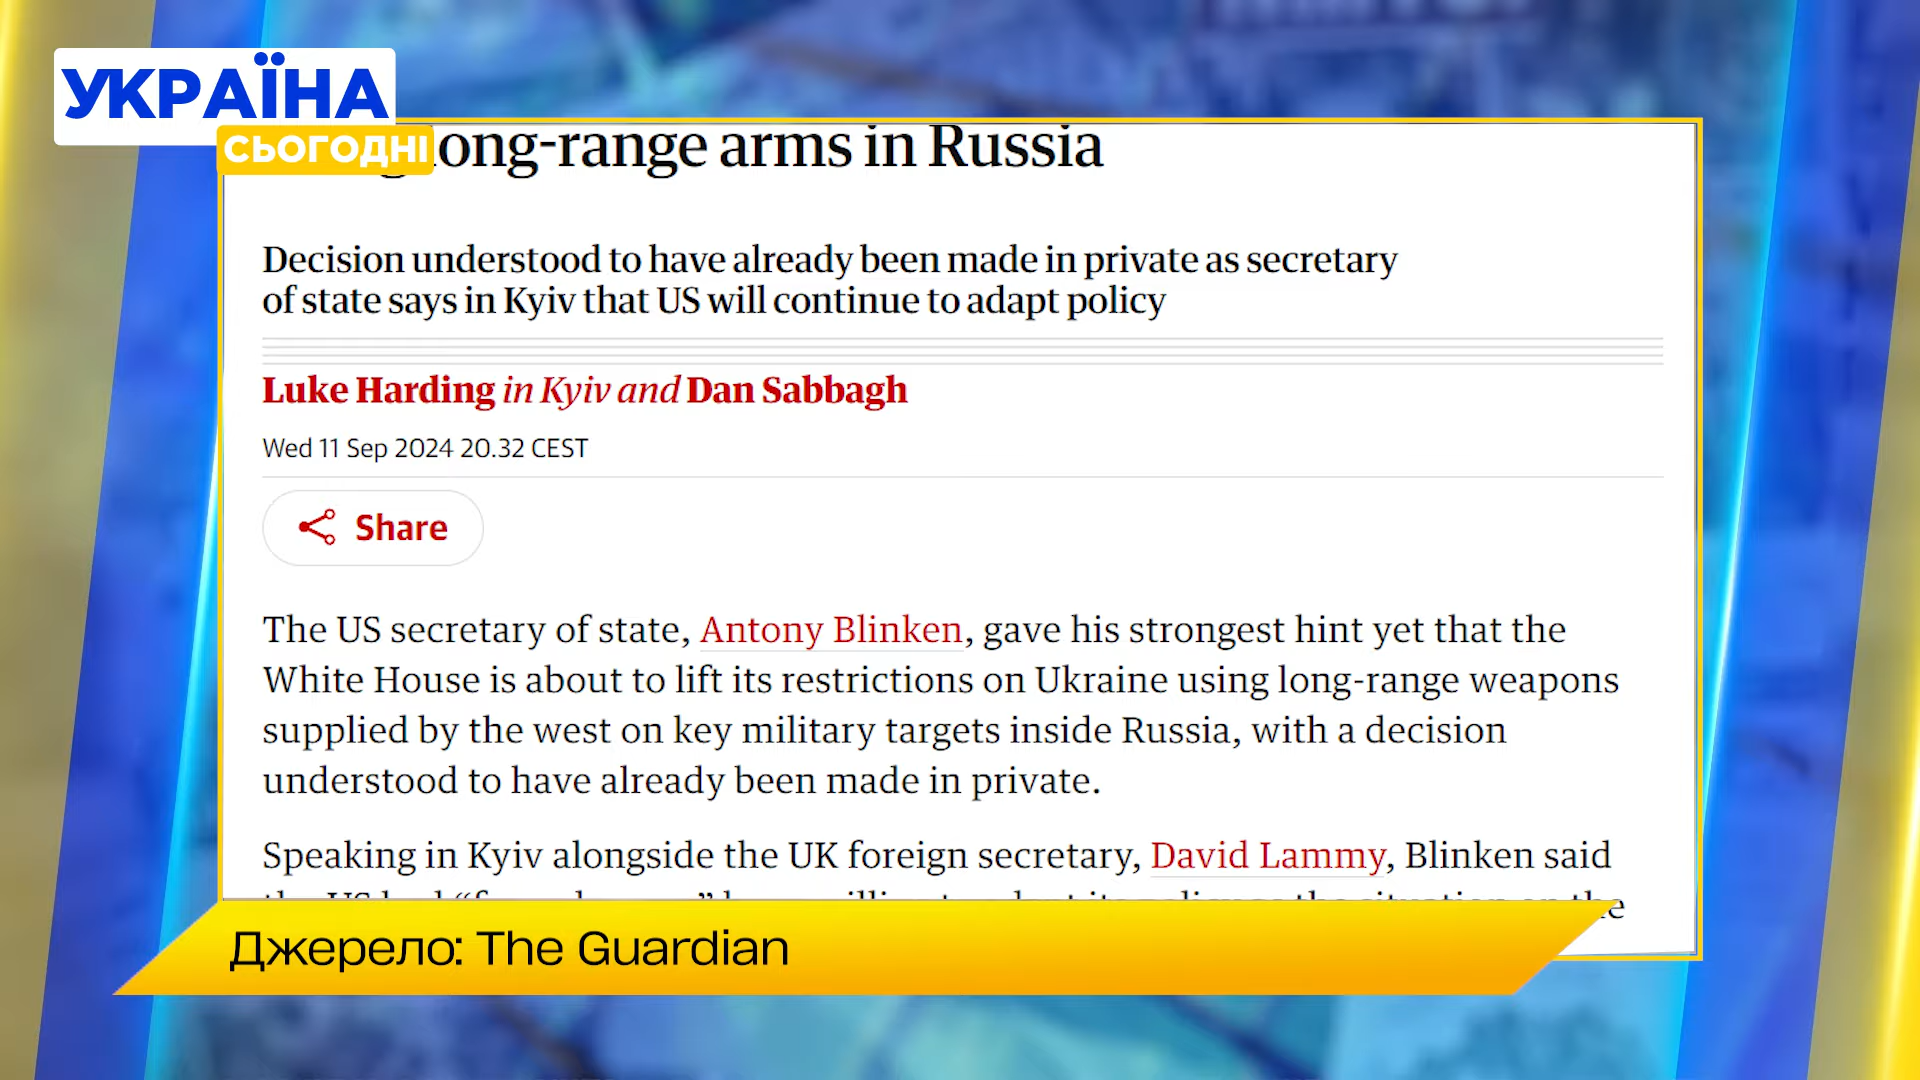 УКРАЇНА
СЬОГОДНІ
long-range arms in Russia
Decision understood to have already been made in private as secretary
of state says in Kyiv that US will continue to adapt policy
Luke Harding in Kyiv and Dan Sabbagh
Wed 11 Sep 2024 20.32 CEST
Share
The US secretary of state, Antony Blinken, gave his strongest hint yet that the
White House is about to lift its restrictions on Ukraine using long-range weapons
supplied by the west on key military targets inside Russia, with a decision
understood to have already been made in private.
Speaking in Kyiv alongside the UK foreign secretary, David Lammy, Blinken said
Джерело: The Guardian